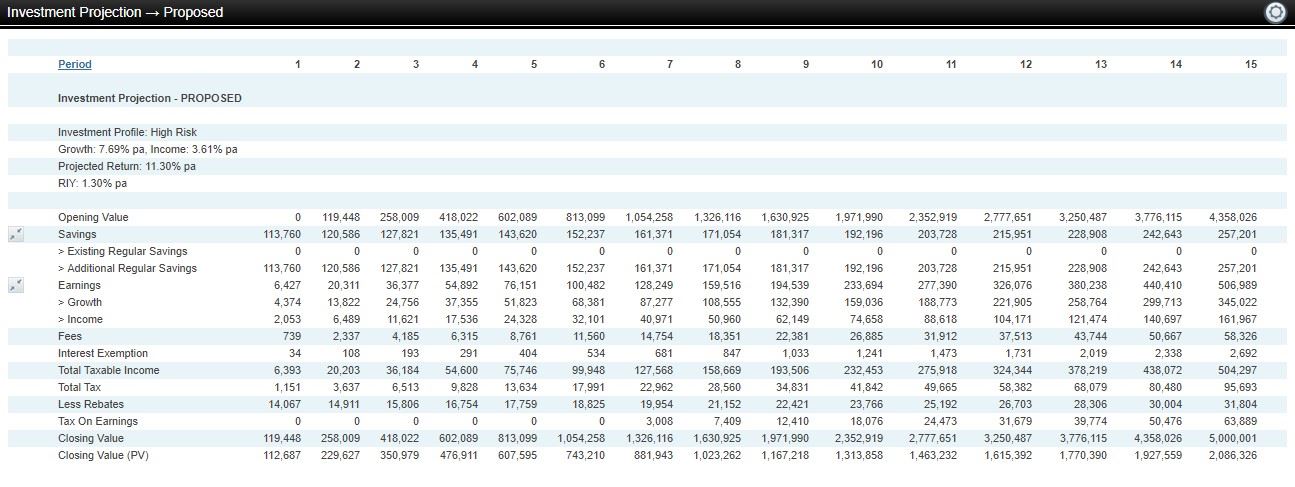 Investment Projection → Proposed
Period 1 2 3 4 5 6 7 8 9 10 11 12 13 14 15
Investment Projection - PROPOSED
Investment Profile: High Risk
Growth: 7.69% pa, Income: 3.61% pa
Projected Return: 11.30% pa
RIY: 1.30% pa
Opening Value 0 119,448 258,009 418,022 602,089 813,099 1,054,258 1,326,116 1,630,925 1,971,990 2,352,919 2,777,651 3,250,487 3,776,115 4,358,026
Savings 113,760 120,586 127,821 135,491 143,620 152,237 161,371 171,054 181,317 192,196 203,728 215,951 228,908 242,643 257,201
> Existing Regular Savings 0 0 0 0 0 0 0 0 0 0 0 0 0 0 0
> Additional Regular Savings 113,760 120,586 127,821 135,491 143,620 152,237 161,371 171,054 181,317 192,196 203,728 215,951 228,908 242,643 257,201
Earnings 6,427 20,311 36,377 54,892 76,151 100,482 128,249 159,516 194,539 233,694 277,390 326,076 380,238 440,410 506,989
> Growth 4,374 13,822 24,756 37,355 51,823 68,381 87,277 108,555 132,390 159,036 188,773 221,905 258,764 299,713 345,022
> Income 2,053 6,489 11,621 17,536 24,328 32,101 40,971 50,960 62,149 74,658 88,618 104,171 121,474 140,697 161,967
Fees 739 2,337 4,185 6,315 8,761 11,560 14,754 18,351 22,381 26,885 31,912 37,513 43,744 50,667 58,326
Interest Exemption 34 108 193 291 404 534 681 847 1,033 1,241 1,473 1,731 2,019 2,338 2,692
Total Taxable Income 6,393 20,203 36,184 54,600 75,746 99,948 127,568 158,669 193,506 232,453 275,918 324,344 378,219 438,072 504,297
Total Tax 1,151 3,637 6,513 9,828 13,634 17,991 22,962 28,560 34,831 41,842 49,665 58,382 68,079 80,480 95,693
Less Rebates 14,067 14,911 15,806 16,754 17,759 18,825 19,954 21,152 22,421 23,766 25,192 26,703 28,306 30,004 31,804
Tax On Earnings 0 0 0 0 0 0 3,008 7,409 12,410 18,076 24,473 31,679 39,774 50,476 63,889
Closing Value 119,448 258,009 418,022 602,089 813,099 1,054,258 1,326,116 1,630,925 1,971,990 2,352,919 2,777,651 3,250,487 3,776,115 4,358,026 5,000,001
Closing Value (PV) 112,687 229,627 350,979 476,911 607,595 743,210 881,943 1,023,262 1,167,218 1,313,858 1,463,232 1,615,392 1,770,390 1,927,559 2,086,326